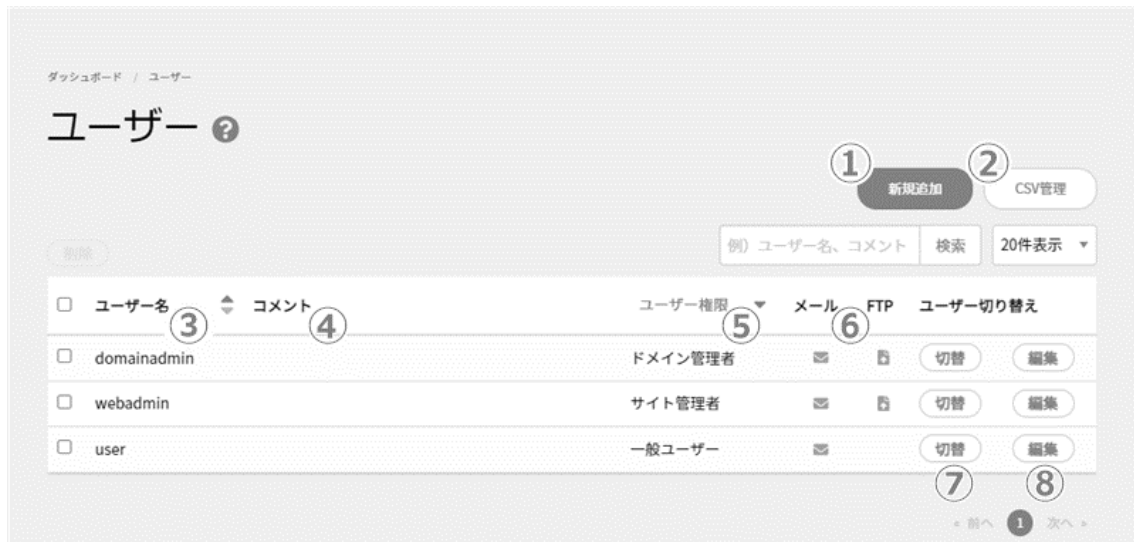 ダッシュボード / ユーザー
ユーザー ?
① 新規追加 ② CSV管理
削除 例）ユーザー名、コメント 検索 20件表示
ユーザー名 ③ コメント ④ ユーザー権限 ⑤ メール ⑥ FTP ユーザー切り替え
domainadmin ドメイン管理者 切替 編集
webadmin サイト管理者 切替 編集
user 一般ユーザー 切替 編集
⑦ ⑧
« 前へ 1 次へ »